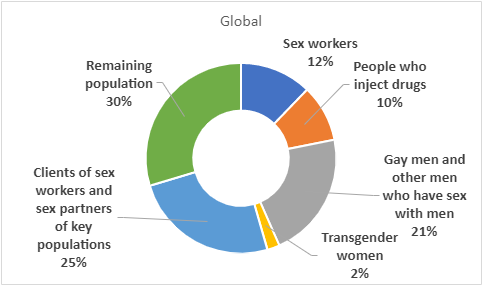 Global
Sex workers
12%
People who
inject drugs
10%
Gay men and
other men
who have sex
with men
21%
Transgender
women
2%
Clients of sex
workers and
sex partners
of key
populations
25%
Remaining
population
30%